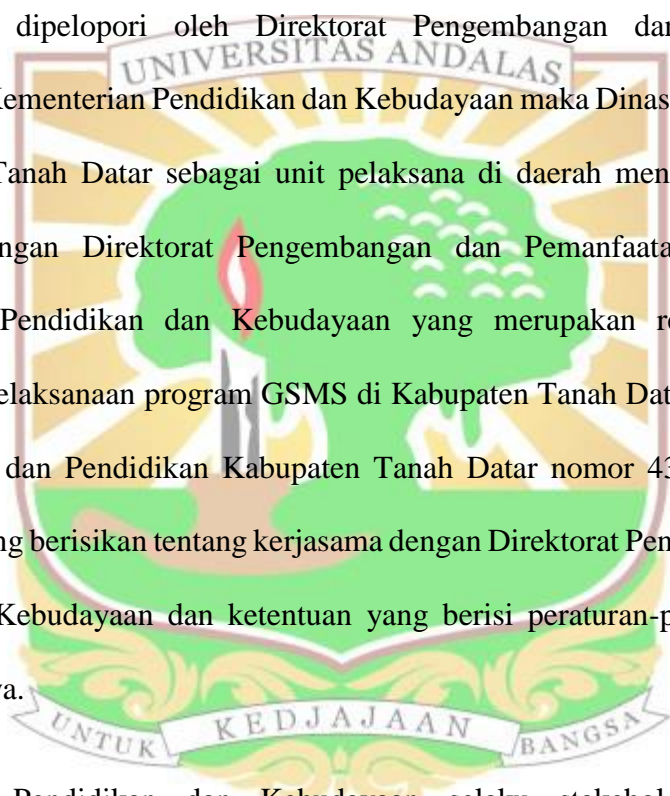 dipelopori oleh Direktorat Pengembangan dan
UNIVERSITAS ANDALAS
Kementerian Pendidikan dan Kebudayaan maka Dinas
Tanah Datar sebagai unit pelaksana di daerah men
ngan Direktorat Pengembangan dan Pemanfaata
Pendidikan dan Kebudayaan yang merupakan re
elaksanaan program GSMS di Kabupaten Tanah Dat
dan Pendidikan Kabupaten Tanah Datar nomor 43
ng berisikan tentang kerjasama dengan Direktorat Pen
Kebudayaan dan ketentuan yang berisi peraturan-p
ya.
UNTUK KEDJAJAAN BANGSA
Pendidikan dan Kebudayaan selaku stakehol